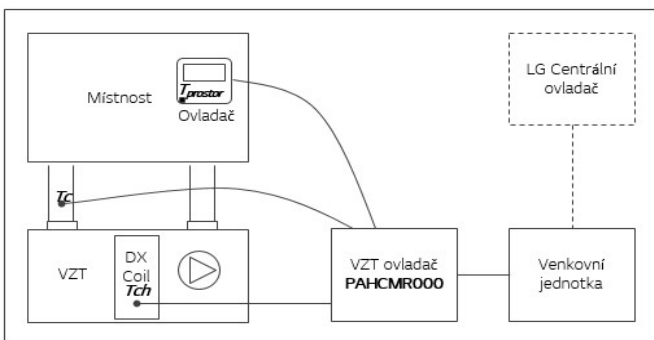 Místnost
Tprostor
Ovladač
LG Centrální
ovladač
Tc
VZT
DX
Coil
Tch
VZT ovladač
PAHCMR000
Venkovní
jednotka